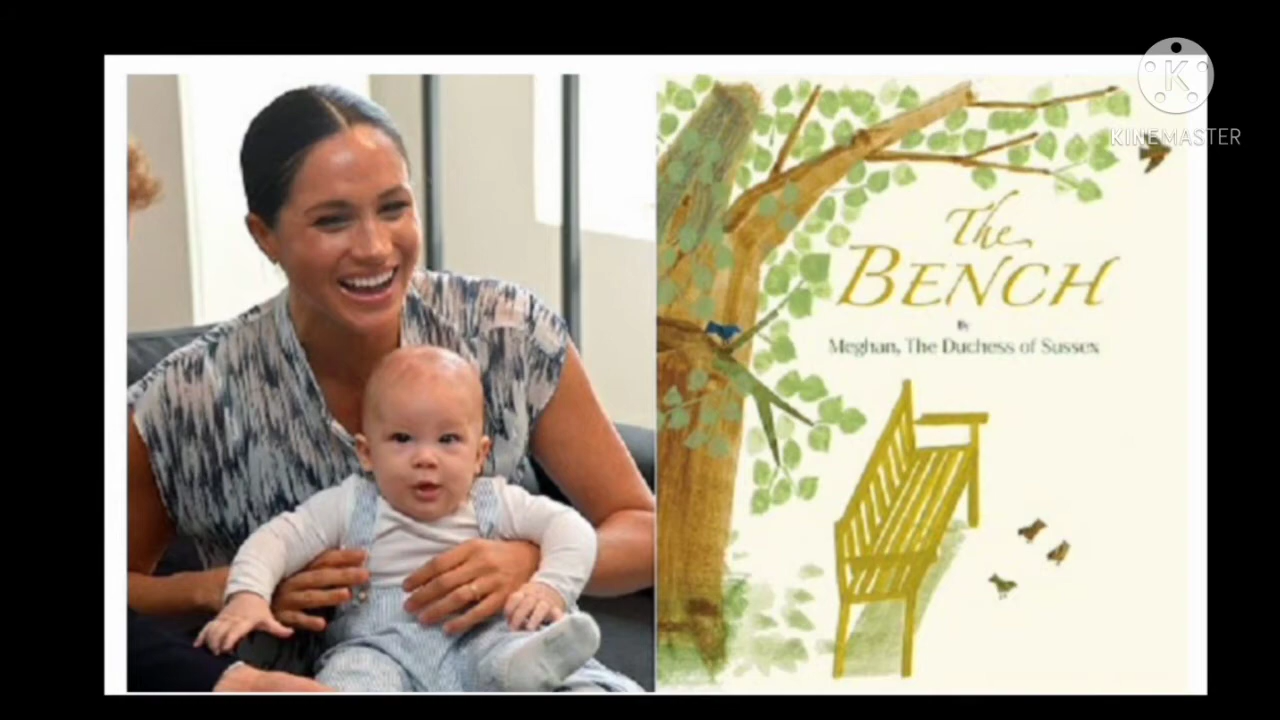 The
BENCH
By
Meghan, The Duchess of Sussex
K
KINEMASTER